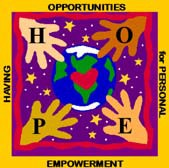 HAVING
OPPORTUNITIES
for PERSONAL
EMPOWERMENT
H O
P E